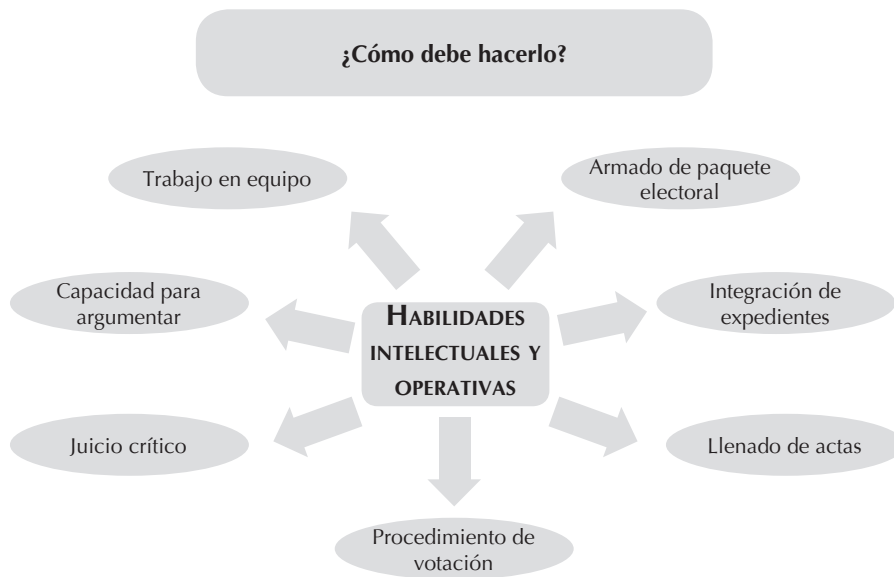 ¿Cómo debe hacerlo?
Trabajo en equipo
Armado de paquete
electoral
Capacidad para
argumentar
Habilidades
intelectuales y
operativas
Integración de
expedientes
Juicio crítico
Llenado de actas
Procedimiento de
votación